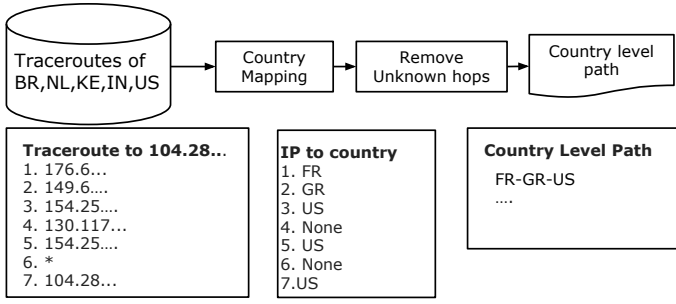 Traceroutes of
BR,NL,KE,IN,US
Country
Mapping
Remove
Unknown hops
Country level
path
Traceroute to 104.28...
1. 176.6...
2. 149.6....
3. 154.25....
4. 130.117...
5. 154.25....
6. *
7. 104.28...
IP to country
1. FR
2. GR
3. US
4. None
5. US
6. None
7.US
Country Level Path
FR-GR-US
....